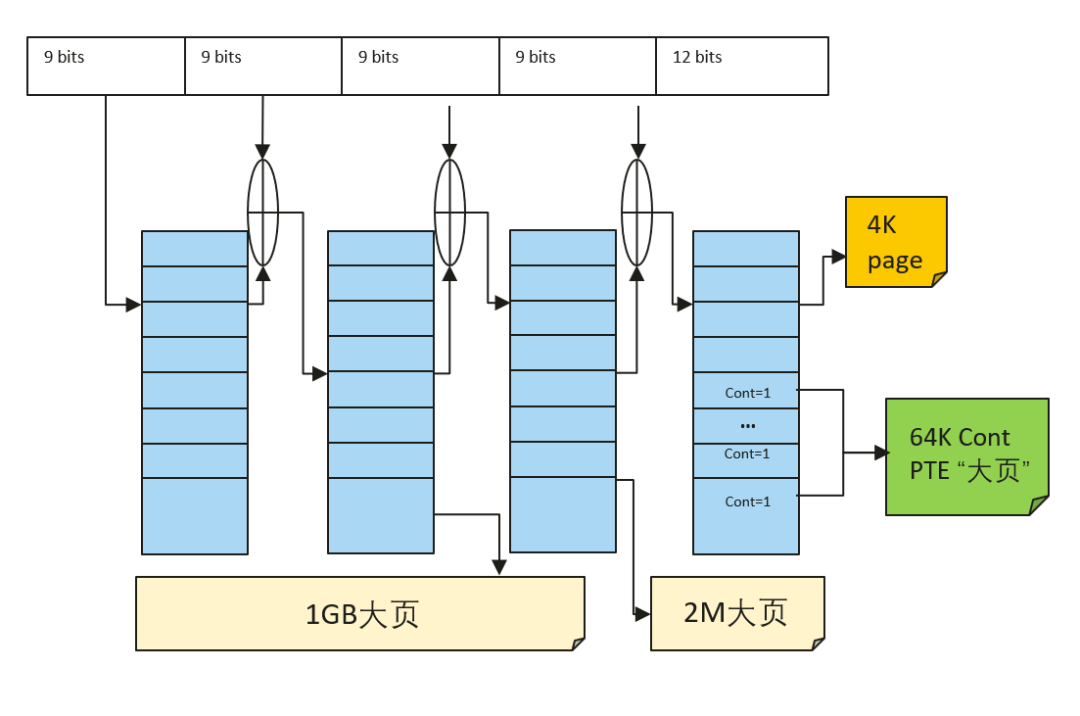 9 bits
9 bits
9 bits
9 bits
12 bits
4K
page
Cont=1
...
Cont=1
Cont=1
64K Cont
PTE “大页”
1GB大页
2M大页